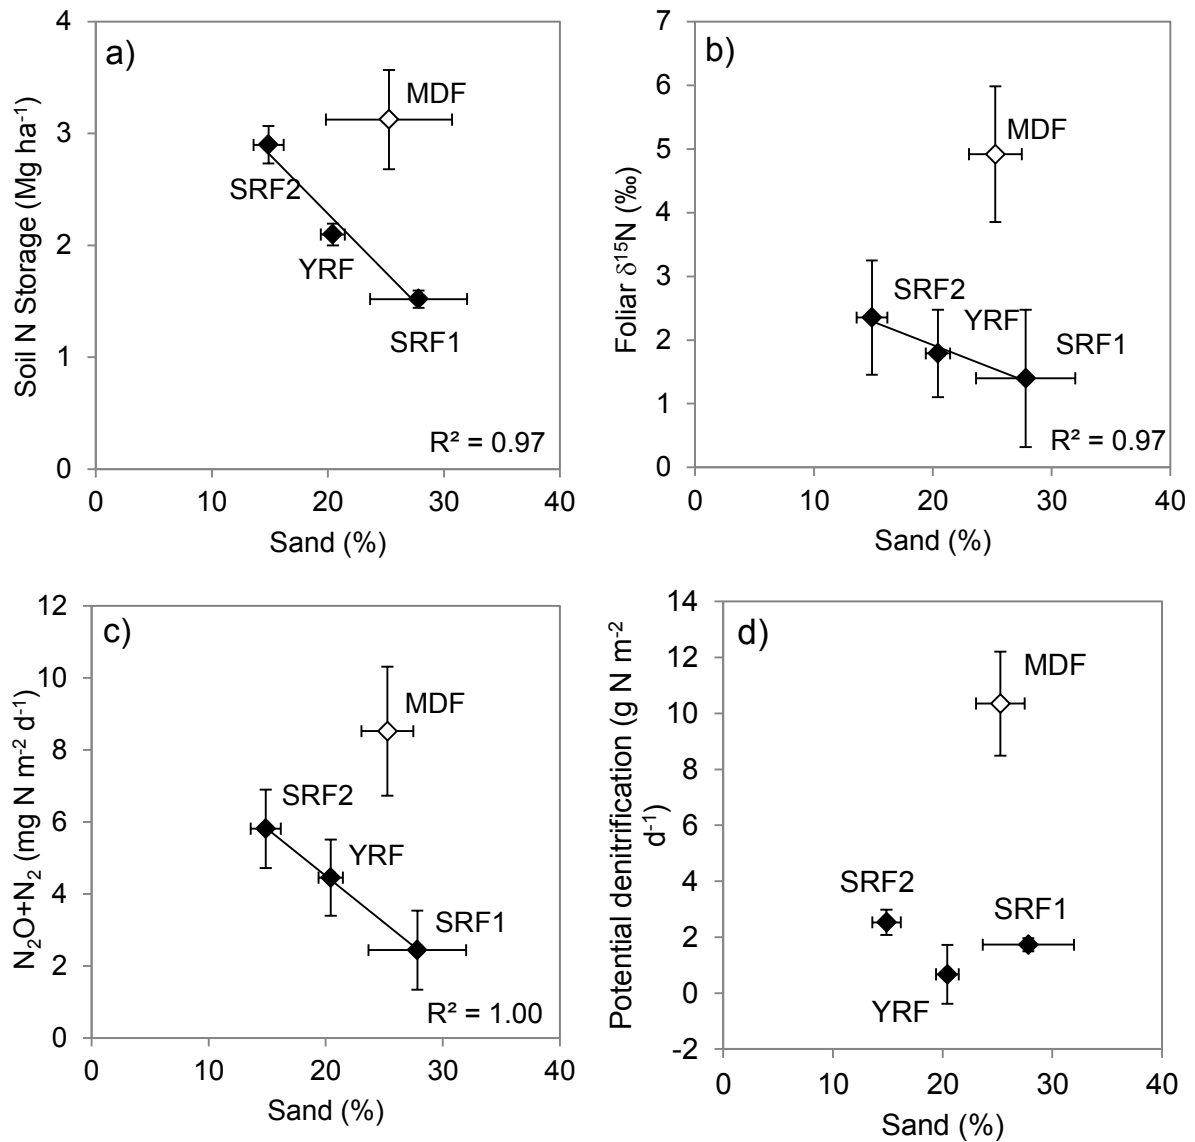 a)
Soil N Storage (Mg ha⁻¹)
4
3
2
1
0
MDF
SRF2
YRF
SRF1
R² = 0.97
0 10 20 30 40
Sand (%)
b)
Foliar δ¹⁵N (‰)
7
6
5
4
3
2
1
0
MDF
SRF2
YRF
SRF1
R² = 0.97
0 10 20 30 40
Sand (%)
c)
N₂O+N₂ (mg N m⁻² d⁻¹)
12
10
8
6
4
2
0
MDF
SRF2
YRF
SRF1
R² = 1.00
0 10 20 30 40
Sand (%)
d)
Potential denitrification (g N m⁻²
d⁻¹)
14
12
10
8
6
4
2
0
-2
MDF
SRF2
SRF1
YRF
0 10 20 30 40
Sand (%)